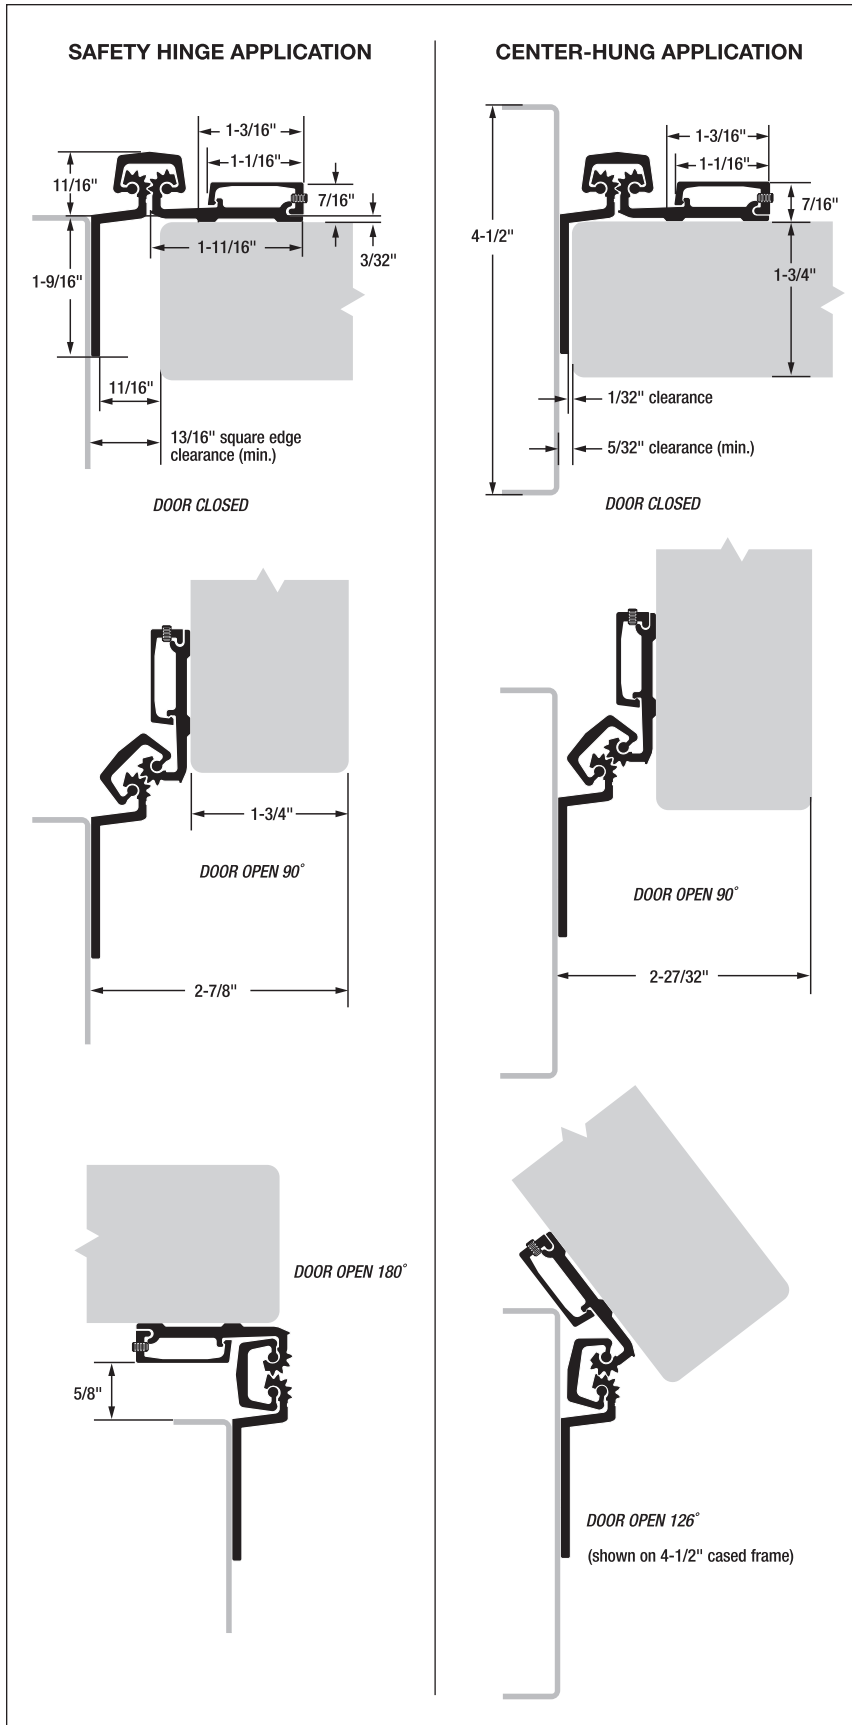 SAFETY HINGE APPLICATION
1-3/16"
1-1/16"
11/16"
7/16"
1-11/16"
3/32"
1-9/16"
11/16"
13/16" square edge
clearance (min.)
DOOR CLOSED
1-3/4"
DOOR OPEN 90°
2-7/8"
DOOR OPEN 180°
5/8"
CENTER-HUNG APPLICATION
1-3/16"
1-1/16"
7/16"
4-1/2"
1-3/4"
1/32" clearance
5/32" clearance (min.)
DOOR CLOSED
DOOR OPEN 90°
2-27/32"
DOOR OPEN 126°
(shown on 4-1/2" cased frame)